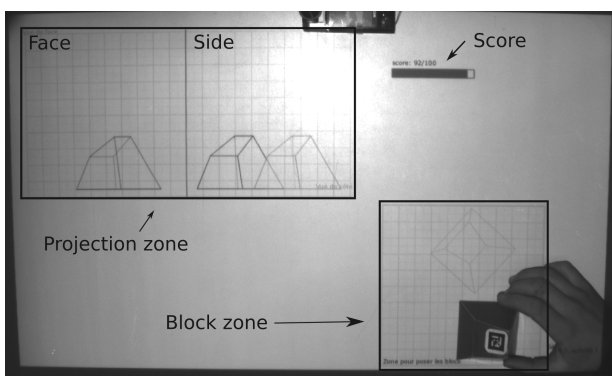 Face
Side
Score
score: 92/100
Projection zone
Block zone
Zone pour poser les blocs